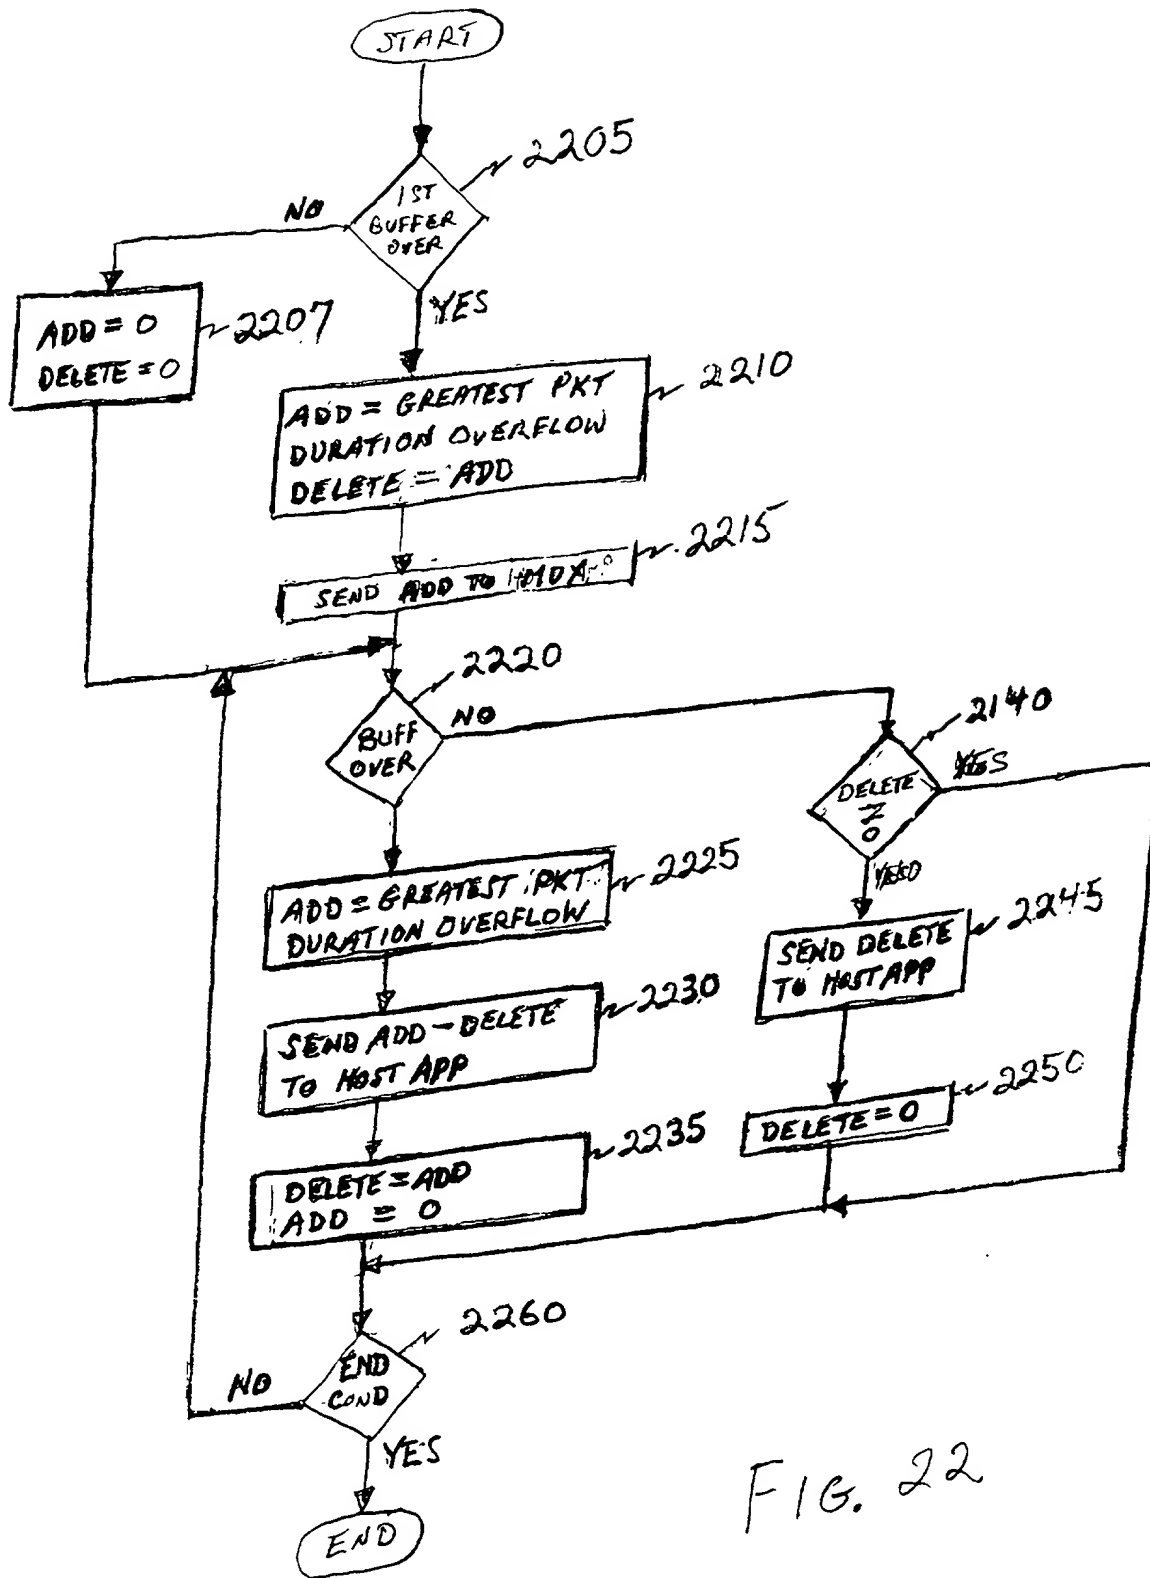 START
2205
1ST
BUFFER
OVER
NO
YES
ADD = 0
DELETE = 0
2207
ADD = GREATEST PKT
DURATION OVERFLOW
DELETE = ADD
2210
SEND ADD TO
2215
2220
BUFF
OVER
NO
2140
DELETE
0
YES
ADD = GREATEST PKT
DURATION OVERFLOW
2225
SEND DELETE
TO HOST APP
2245
SEND ADD - DELETE
TO HOST APP
2230
DELETE = 0
2250
DELETE = ADD
ADD = 0
2235
2260
END
COND
NO
YES
END
FIG. 22